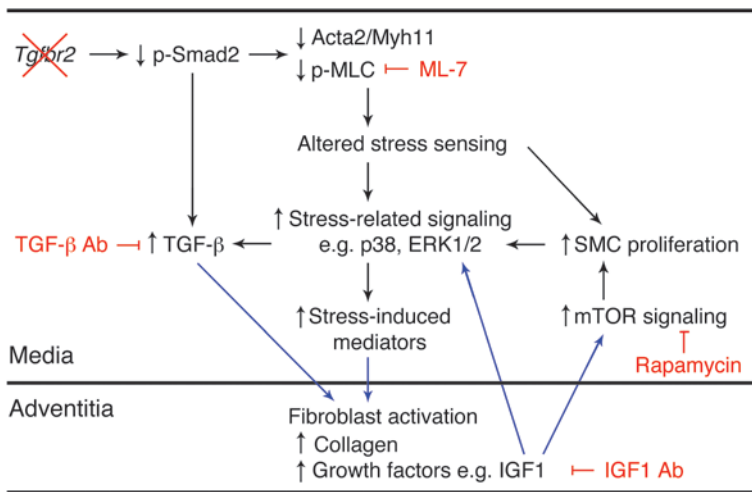 Tgfbr2 → ↓ p-Smad2 → ↓ Acta2/Myh11
↓ p-MLC ML-7
Altered stress sensing
↑ Stress-related signaling
e.g. p38, ERK1/2
TGF-β Ab ↑ TGF-β
↑ SMC proliferation
↑ Stress-induced
mediators
↑ mTOR signaling
Rapamycin
Media
Adventitia
Fibroblast activation
↑ Collagen
↑ Growth factors e.g. IGF1 IGF1 Ab